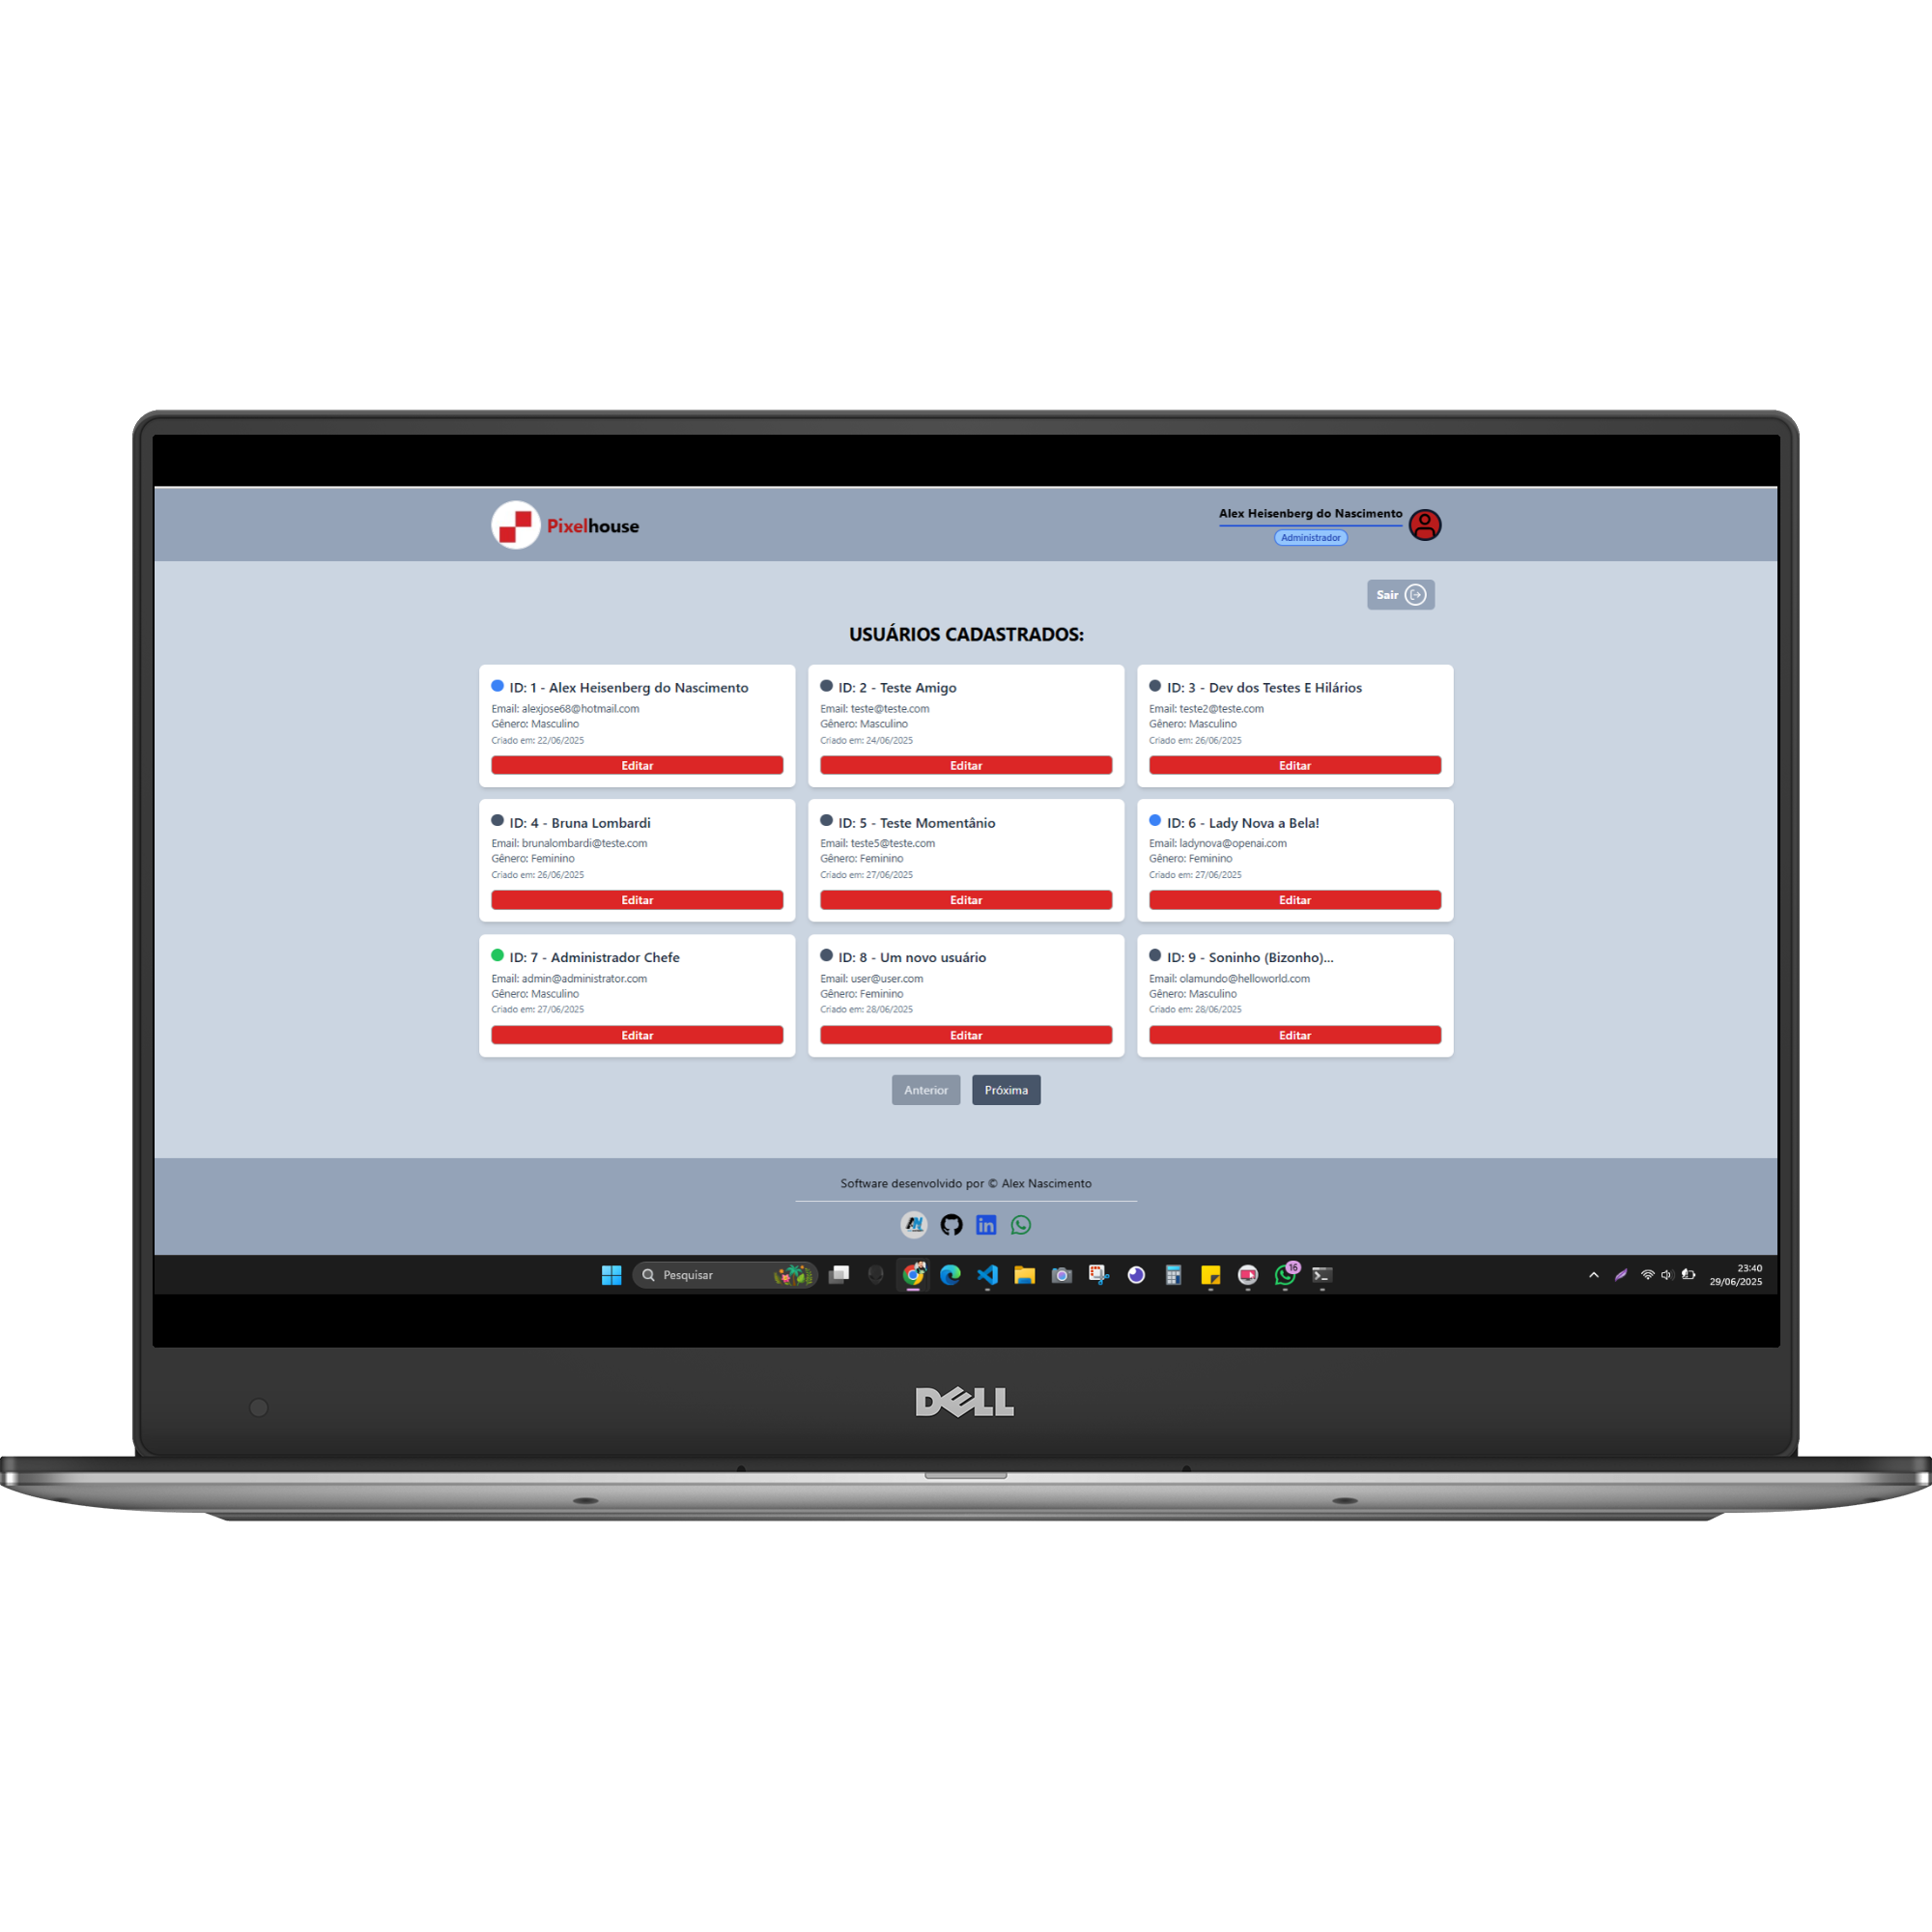 Pixelhouse
Alex Heisenberg do Nascimento
Administrador
Sair
USUÁRIOS CADASTRADOS:
ID: 1 - Alex Heisenberg do Nascimento
Email: alexjose68@hotmail.com
Gênero: Masculino
Criado em: 22/06/2025
Editar
ID: 2 - Teste Amigo
Email: teste@teste.com
Gênero: Masculino
Criado em: 24/06/2025
Editar
ID: 3 - Dev dos Testes E Hilários
Email: teste2@teste.com
Gênero: Masculino
Criado em: 26/06/2025
Editar
ID: 4 - Bruna Lombardi
Email: brunalombardi@teste.com
Gênero: Feminino
Criado em: 26/06/2025
Editar
ID: 5 - Teste Momentânio
Email: teste5@teste.com
Gênero: Feminino
Criado em: 27/06/2025
Editar
ID: 6 - Lady Nova a Bela!
Email: ladynova@openai.com
Gênero: Feminino
Criado em: 27/06/2025
Editar
ID: 7 - Administrador Chefe
Email: admin@administrator.com
Gênero: Masculino
Criado em: 27/06/2025
Editar
ID: 8 - Um novo usuário
Email: user@user.com
Gênero: Feminino
Criado em: 28/06/2025
Editar
ID: 9 - Soninho (Bizonho)...
Email: olamundo@helloworld.com
Gênero: Masculino
Criado em: 28/06/2025
Editar
Anterior
Próxima
Software desenvolvido por © Alex Nascimento
AN
in
Pesquisar
16
23:40
29/06/2025
DELL